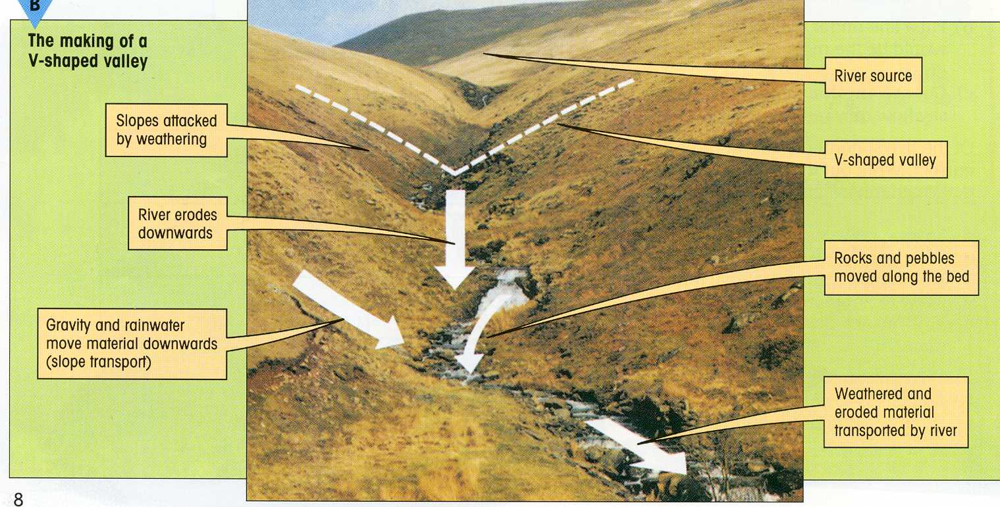 B
The making of a
V-shaped valley
River source
Slopes attacked
by weathering
V-shaped valley
River erodes
downwards
Rocks and pebbles
moved along the bed
Gravity and rainwater
move material downwards
(slope transport)
Weathered and
eroded material
transported by river
8